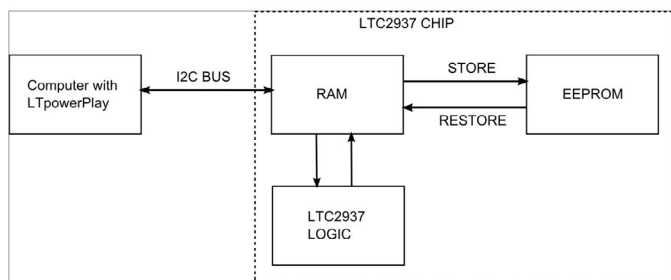 LTC2937 CHIP
Computer with
LTpowerPlay
I2C BUS
RAM
STORE
RESTORE
EEPROM
LTC2937
LOGIC